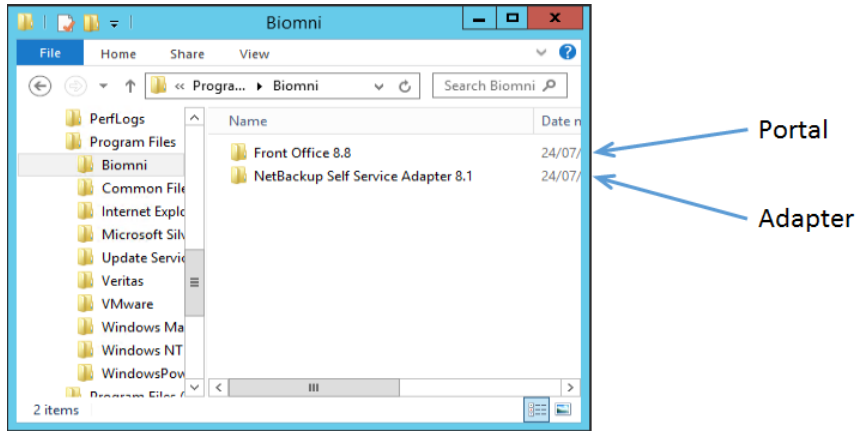 Biomni
File Home Share View
« Progra... Biomni Search Biomni
PerfLogs
Program Files
Biomni
Common File
Internet Explo
Microsoft Silv
Update Servic
Veritas
VMware
Windows Ma
Windows NT
WindowsPow
Program Files (
Name Date n
Front Office 8.8 24/07/
NetBackup Self Service Adapter 8.1 24/07/
2 items
Portal
Adapter